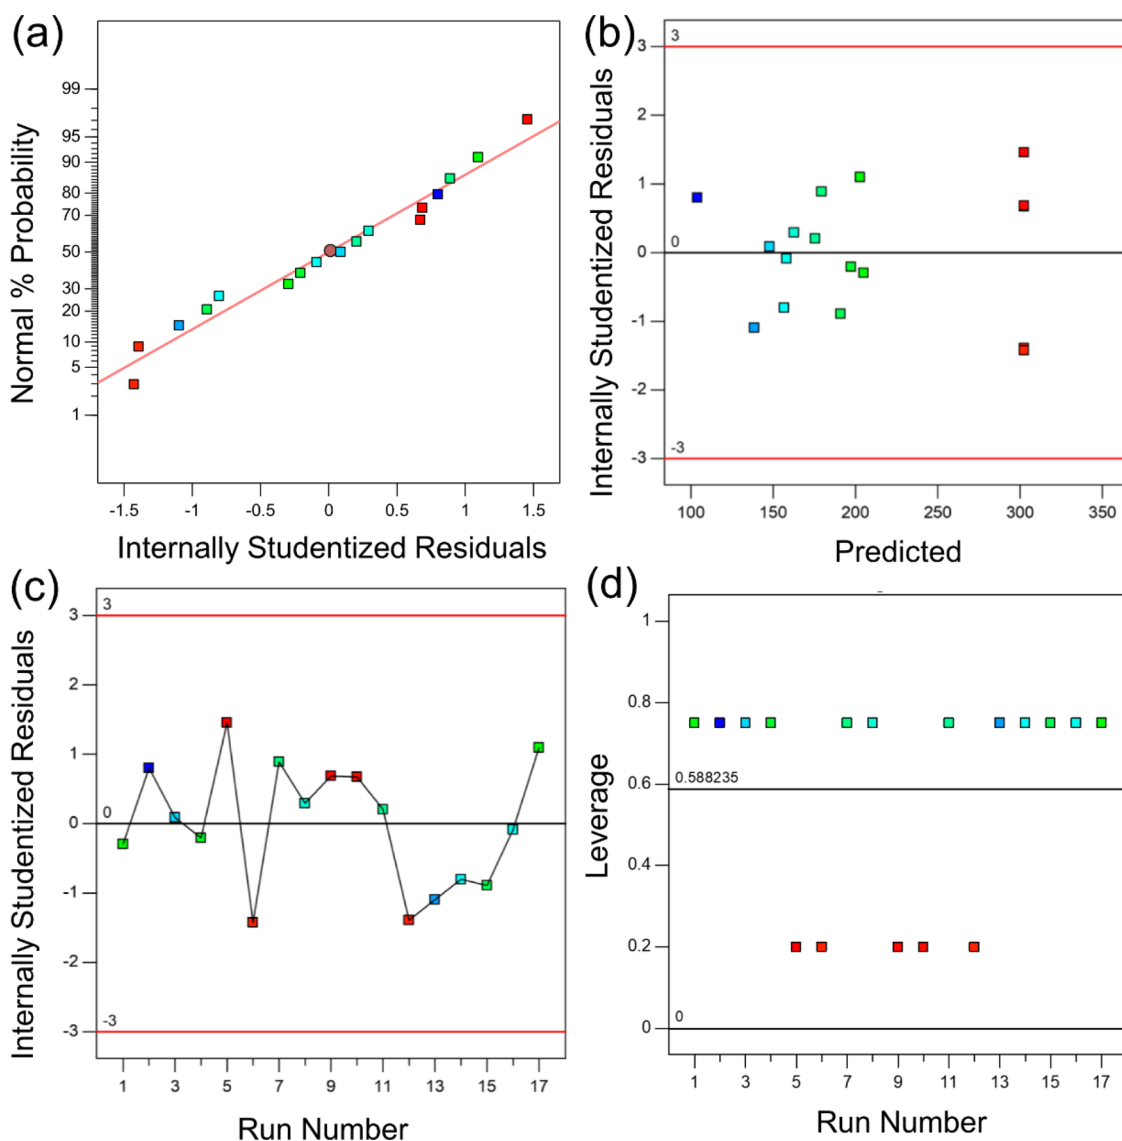 (a)
Normal % Probability
99
95
90
80
70
50
30
20
10
5
1
-1.5 -1 -0.5 0 0.5 1 1.5
Internally Studentized Residuals
(b)
Internally Studentized Residuals
3
2
1
0
-1
-2
-3
3
0
-3
100 150 200 250 300 350
Predicted
(c)
Internally Studentized Residuals
3
2
1
0
-1
-2
-3
3
0
-3
1 3 5 7 9 11 13 15 17
Run Number
(d)
Leverage
1
0.8
0.6
0.4
0.2
0
0.588235
0
1 3 5 7 9 11 13 15 17
Run Number